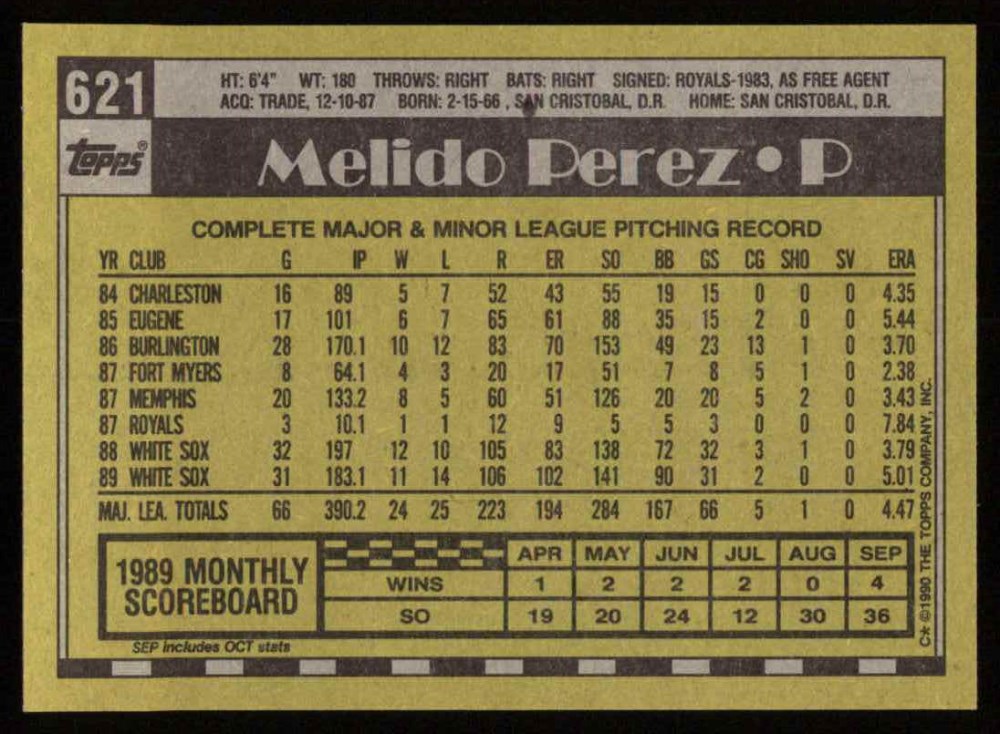 621
HT: 6'4" WT: 180 THROWS: RIGHT BATS: RIGHT SIGNED: ROYALS-1983, AS FREE AGENT
ACQ: TRADE, 12-10-87 BORN: 2-15-66, SAN CRISTOBAL, D.R. HOME: SAN CRISTOBAL, D.R.
topps®
Melido Perez • P
COMPLETE MAJOR & MINOR LEAGUE PITCHING RECORD
YR CLUB G IP W L R ER SO BB GS CG SHO SV ERA
84 CHARLESTON 16 89 5 7 52 43 55 19 15 0 0 0 4.35
85 EUGENE 17 101 6 7 65 61 88 35 15 2 0 0 5.44
86 BURLINGTON 28 170.1 10 12 83 70 153 49 23 13 1 0 3.70
87 FORT MYERS 8 64.1 4 3 20 17 51 7 8 5 1 0 2.38
87 MEMPHIS 20 133.2 8 5 60 51 126 20 20 5 2 0 3.43
87 ROYALS 3 10.1 1 1 12 9 5 5 3 0 0 0 7.84
88 WHITE SOX 32 197 12 10 105 83 138 72 32 3 1 0 3.79
89 WHITE SOX 31 183.1 11 14 106 102 141 90 31 2 0 0 5.01
MAJ. LEA. TOTALS 66 390.2 24 25 223 194 284 167 66 5 1 0 4.47
1989 MONTHLY
SCOREBOARD
APR MAY JUN JUL AUG SEP
WINS 1 2 2 2 0 4
SO 19 20 24 12 30 36
SEP includes OCT stats
C* ©1990 THE TOPPS COMPANY, INC.